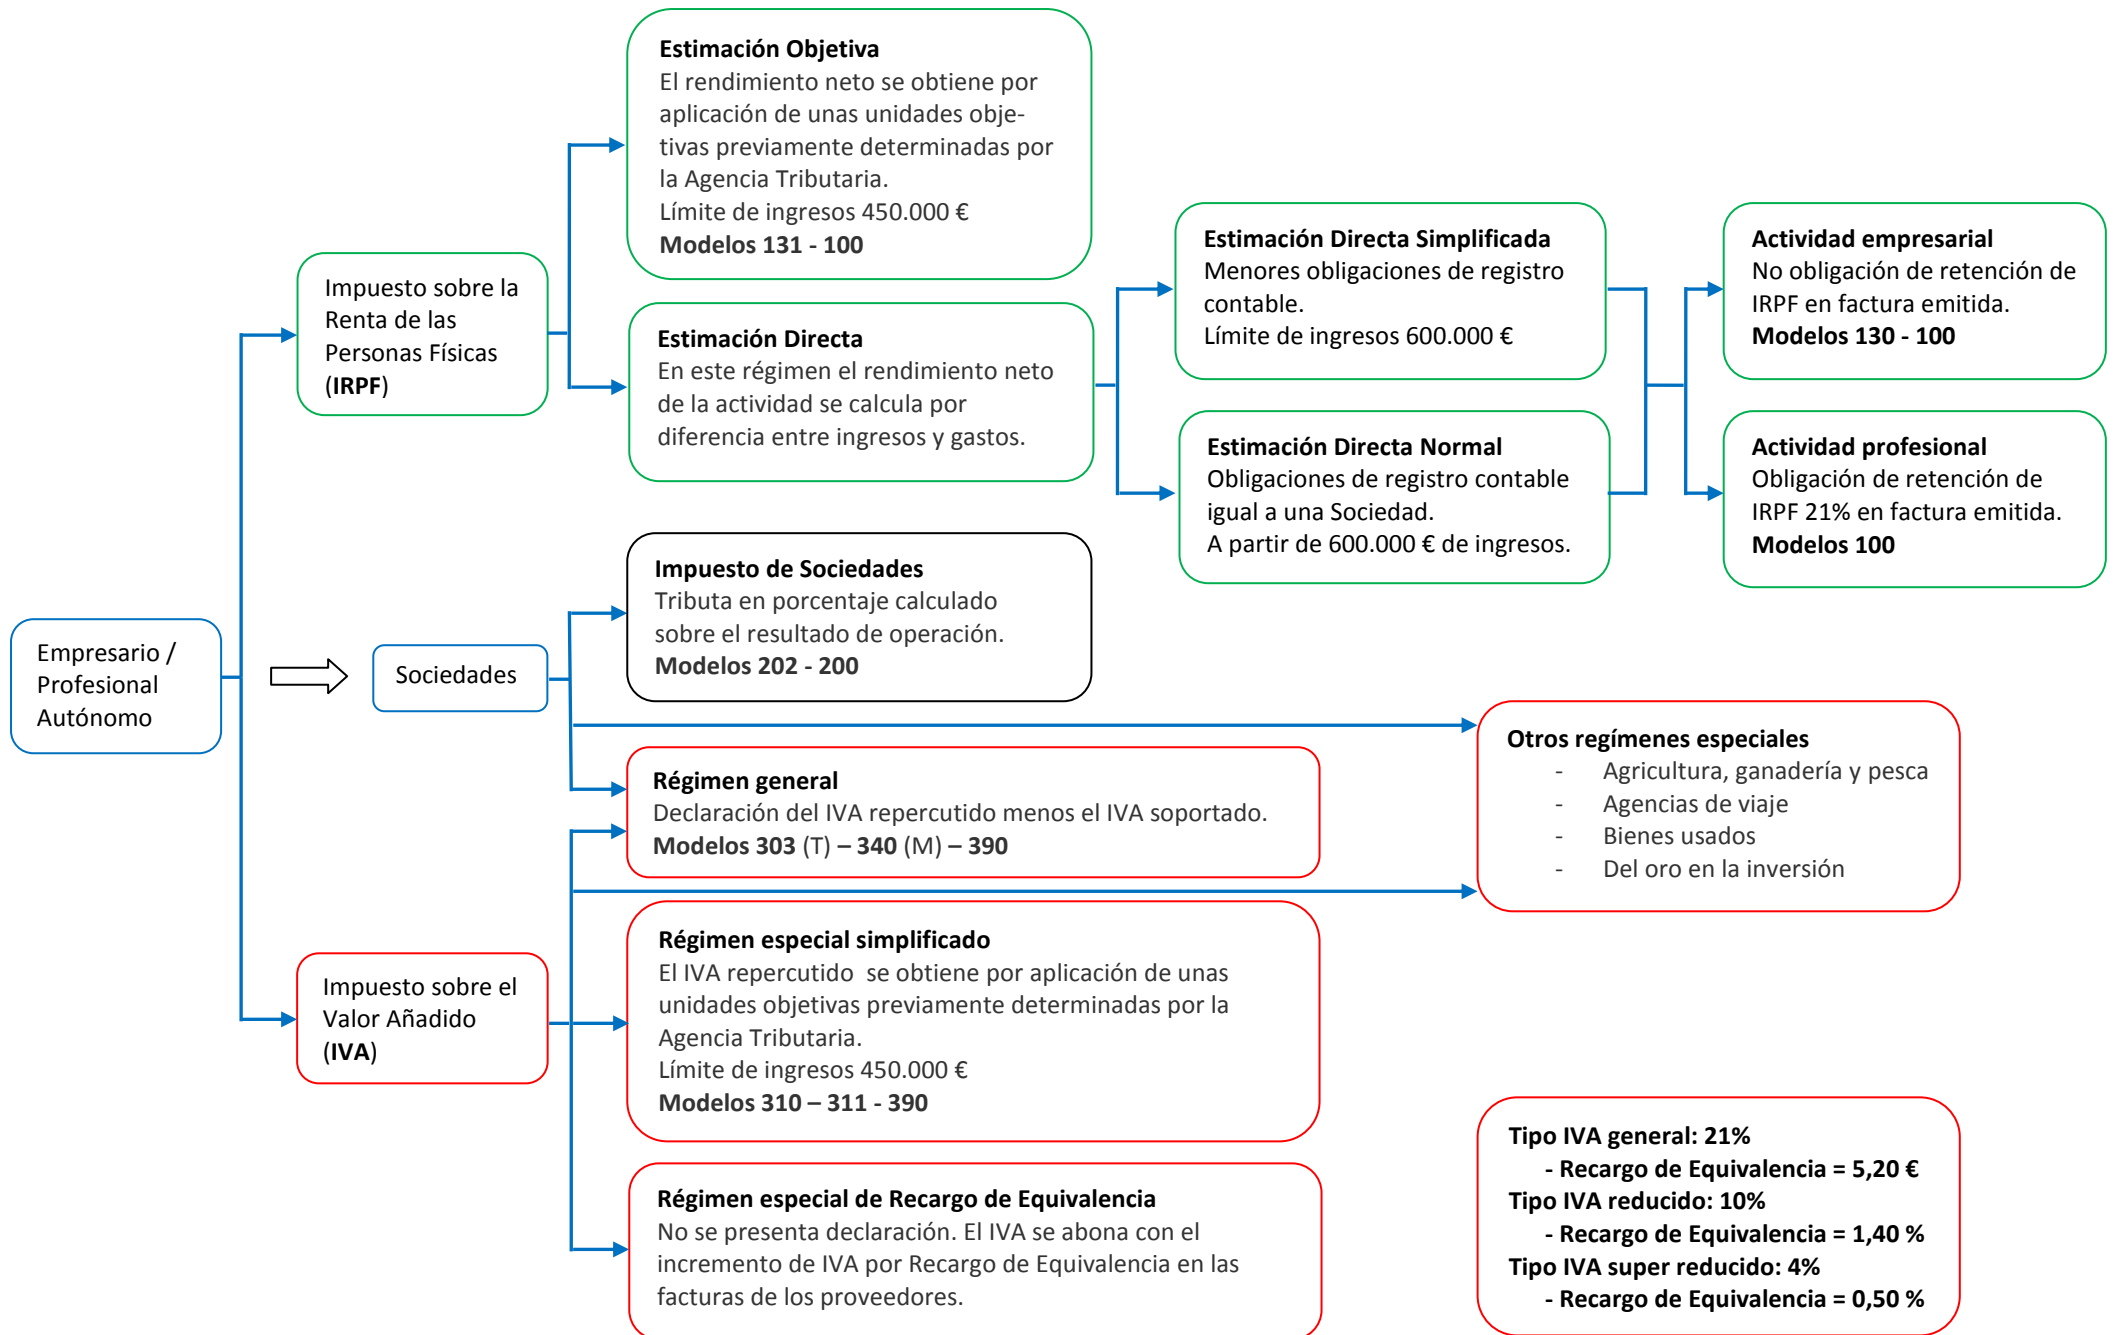 Estimación Objetiva
El rendimiento neto se obtiene por
aplicación de unas unidades obje-
tivas previamente determinadas por
la Agencia Tributaria.
Límite de ingresos 450.000 €
Modelos 131 - 100
Estimación Directa Simplificada
Menores obligaciones de registro
contable.
Límite de ingresos 600.000 €
Actividad empresarial
No obligación de retención de
IRPF en factura emitida.
Modelos 130 - 100
Impuesto sobre la
Renta de las
Personas Físicas
(IRPF)
Estimación Directa
En este régimen el rendimiento neto
de la actividad se calcula por
diferencia entre ingresos y gastos.
Estimación Directa Normal
Obligaciones de registro contable
igual a una Sociedad.
A partir de 600.000 € de ingresos.
Actividad profesional
Obligación de retención de
IRPF 21% en factura emitida.
Modelos 100
Impuesto de Sociedades
Tributa en porcentaje calculado
sobre el resultado de operación.
Modelos 202 - 200
Empresario /
Profesional
Autónomo
Sociedades
Otros regímenes especiales
- Agricultura, ganadería y pesca
- Agencias de viaje
- Bienes usados
- Del oro en la inversión
Régimen general
Declaración del IVA repercutido menos el IVA soportado.
Modelos 303 (T) – 340 (M) – 390
Régimen especial simplificado
El IVA repercutido  se obtiene por aplicación de unas
unidades objetivas previamente determinadas por la
Agencia Tributaria.
Límite de ingresos 450.000 €
Modelos 310 – 311 - 390
Impuesto sobre el
Valor Añadido
(IVA)
Régimen especial de Recargo de Equivalencia
No se presenta declaración. El IVA se abona con el
incremento de IVA por Recargo de Equivalencia en las
facturas de los proveedores.
Tipo IVA general: 21%
- Recargo de Equivalencia = 5,20 €
Tipo IVA reducido: 10%
- Recargo de Equivalencia = 1,40 %
Tipo IVA super reducido: 4%
- Recargo de Equivalencia = 0,50 %